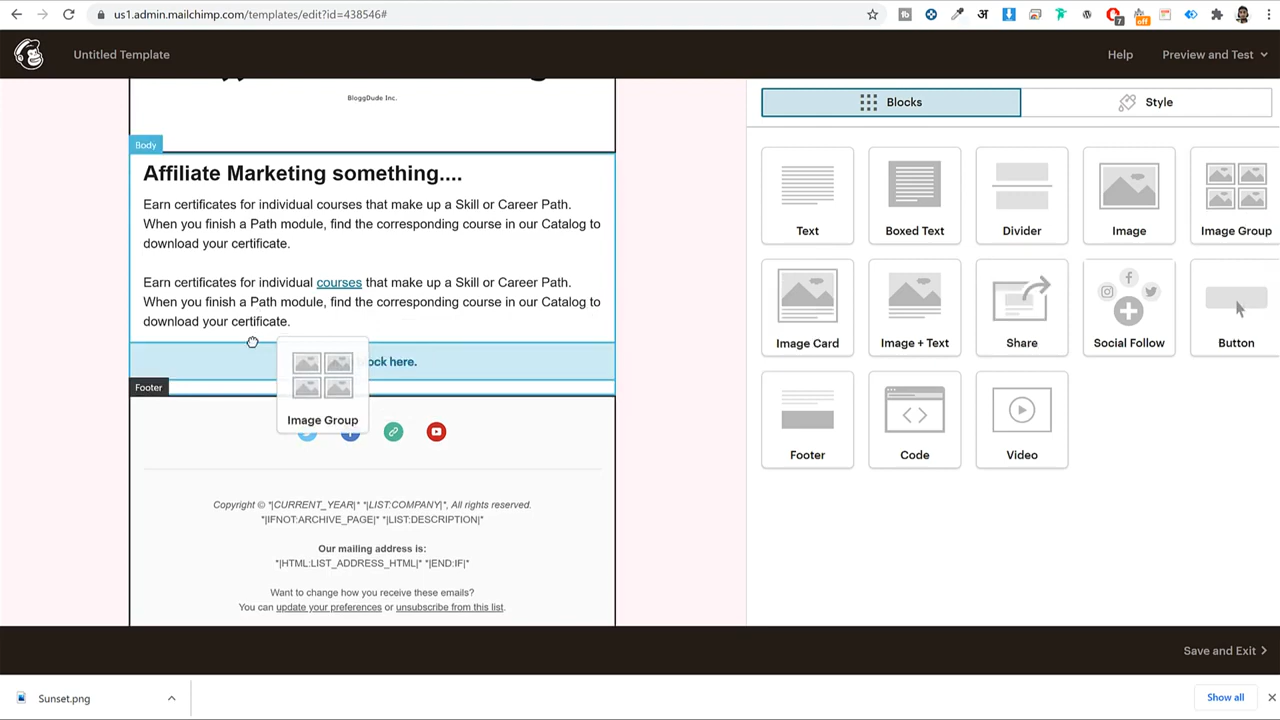 us1.admin.mailchimp.com/templates/edit?id=438546#
7
off
Untitled Template
Help
Preview and Test
BloggDude Inc.
Blocks
Style
Body
Affiliate Marketing something....
Earn certificates for individual courses that make up a Skill or Career Path.
When you finish a Path module, find the corresponding course in our Catalog to
download your certificate.
Earn certificates for individual courses that make up a Skill or Career Path.
When you finish a Path module, find the corresponding course in our Catalog to
download your certificate.
ock here.
Footer
Image Group
Text
Boxed Text
Divider
Image
Image Group
Image Card
Image + Text
Share
Social Follow
Button
Footer
Code
Video
Copyright © *|CURRENT_YEAR|* *|LIST:COMPANY|*, All rights reserved.
*|IFNOT:ARCHIVE_PAGE|* *|LIST:DESCRIPTION|*
Our mailing address is:
*|HTML:LIST_ADDRESS_HTML|* *|END:IF|*
Want to change how you receive these emails?
You can update your preferences or unsubscribe from this list.
Save and Exit
Sunset.png
Show all